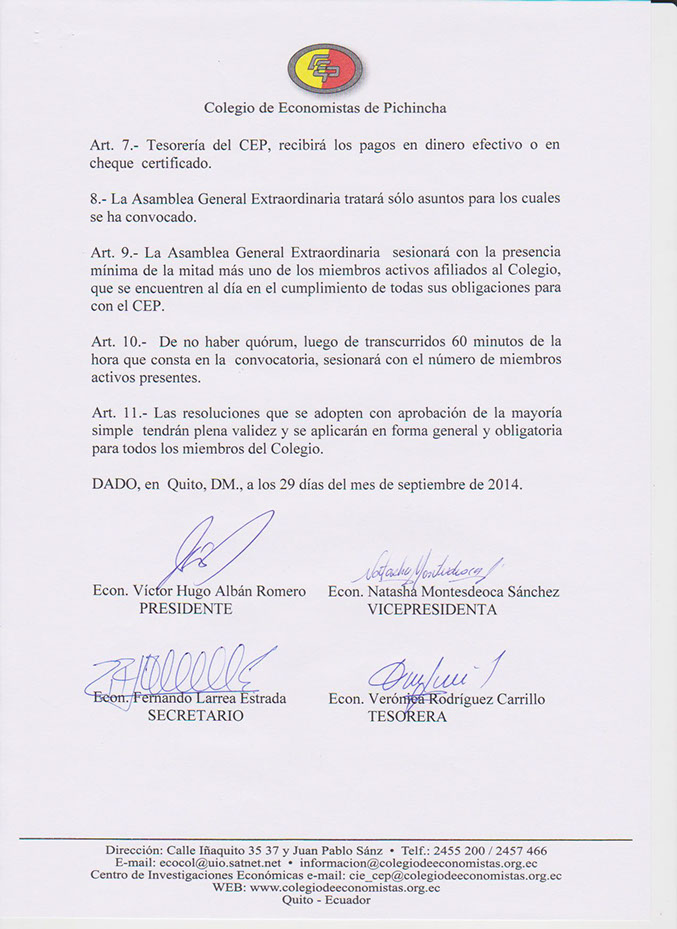 CEP
Colegio de Economistas de Pichincha
Art. 7.- Tesorería del CEP, recibirá los pagos en dinero efectivo o en
cheque certificado.
8.- La Asamblea General Extraordinaria tratará sólo asuntos para los cuales
se ha convocado.
Art. 9.- La Asamblea General Extraordinaria sesionará con la presencia
mínima de la mitad más uno de los miembros activos afiliados al Colegio,
que se encuentren al día en el cumplimiento de todas sus obligaciones para
con el CEP.
Art. 10.- De no haber quórum, luego de transcurridos 60 minutos de la
hora que consta en la convocatoria, sesionará con el número de miembros
activos presentes.
Art. 11.- Las resoluciones que se adopten con aprobación de la mayoría
simple tendrán plena validez y se aplicarán en forma general y obligatoria
para todos los miembros del Colegio.
DADO, en Quito, DM., a los 29 días del mes de septiembre de 2014.
Natasha Montesdeoca S
Econ. Víctor Hugo Albán Romero Econ. Natasha Montesdeoca Sánchez
PRESIDENTE VICEPRESIDENTA
Econ. Fernando Larrea Estrada Econ. Verónica Rodríguez Carrillo
SECRETARIO TESORERA
Dirección: Calle Iñaquito 35 37 y Juan Pablo Sánz • Telf.: 2455 200 / 2457 466
E-mail: ecocol@uio.satnet.net • informacion@colegiodeeconomistas.org.ec
Centro de Investigaciones Económicas e-mail: cie_cep@colegiodeeconomistas.org.ec
WEB: www.colegiodeeconomistas.org.ec
Quito - Ecuador